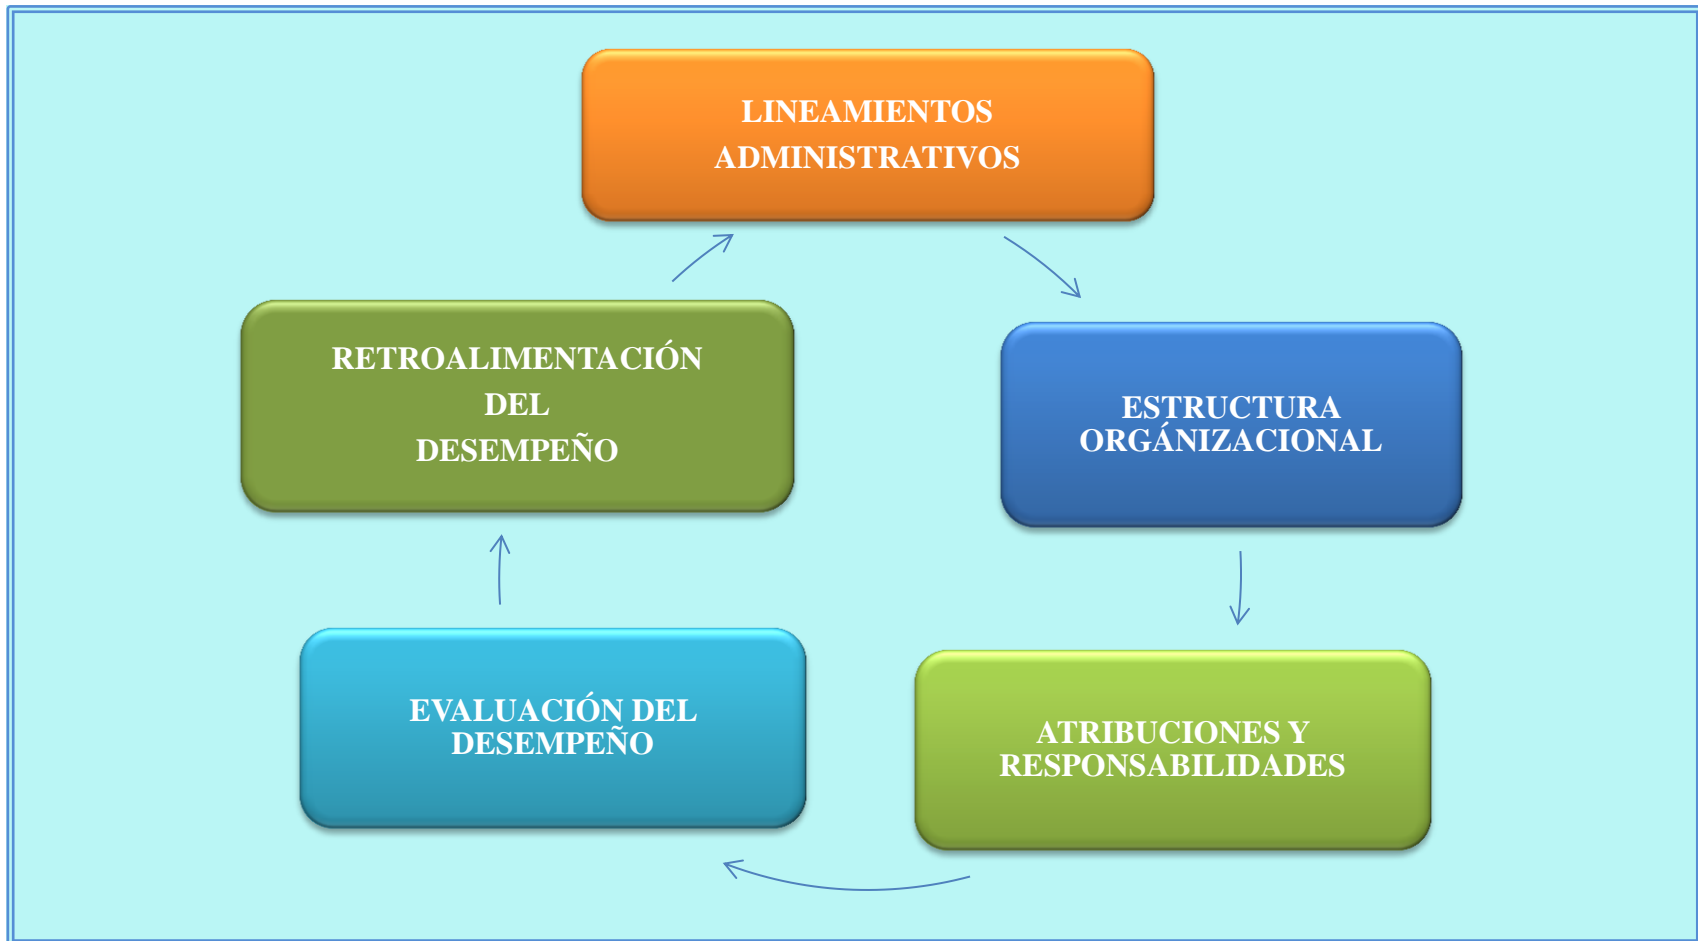 LINEAMIENTOS
ADMINISTRATIVOS
ESTRUCTURA
ORGÁNIZACIONAL
ATRIBUCIONES Y
RESPONSABILIDADES
EVALUACIÓN DEL
DESEMPEÑO
RETROALIMENTACIÓN
DEL
DESEMPEÑO